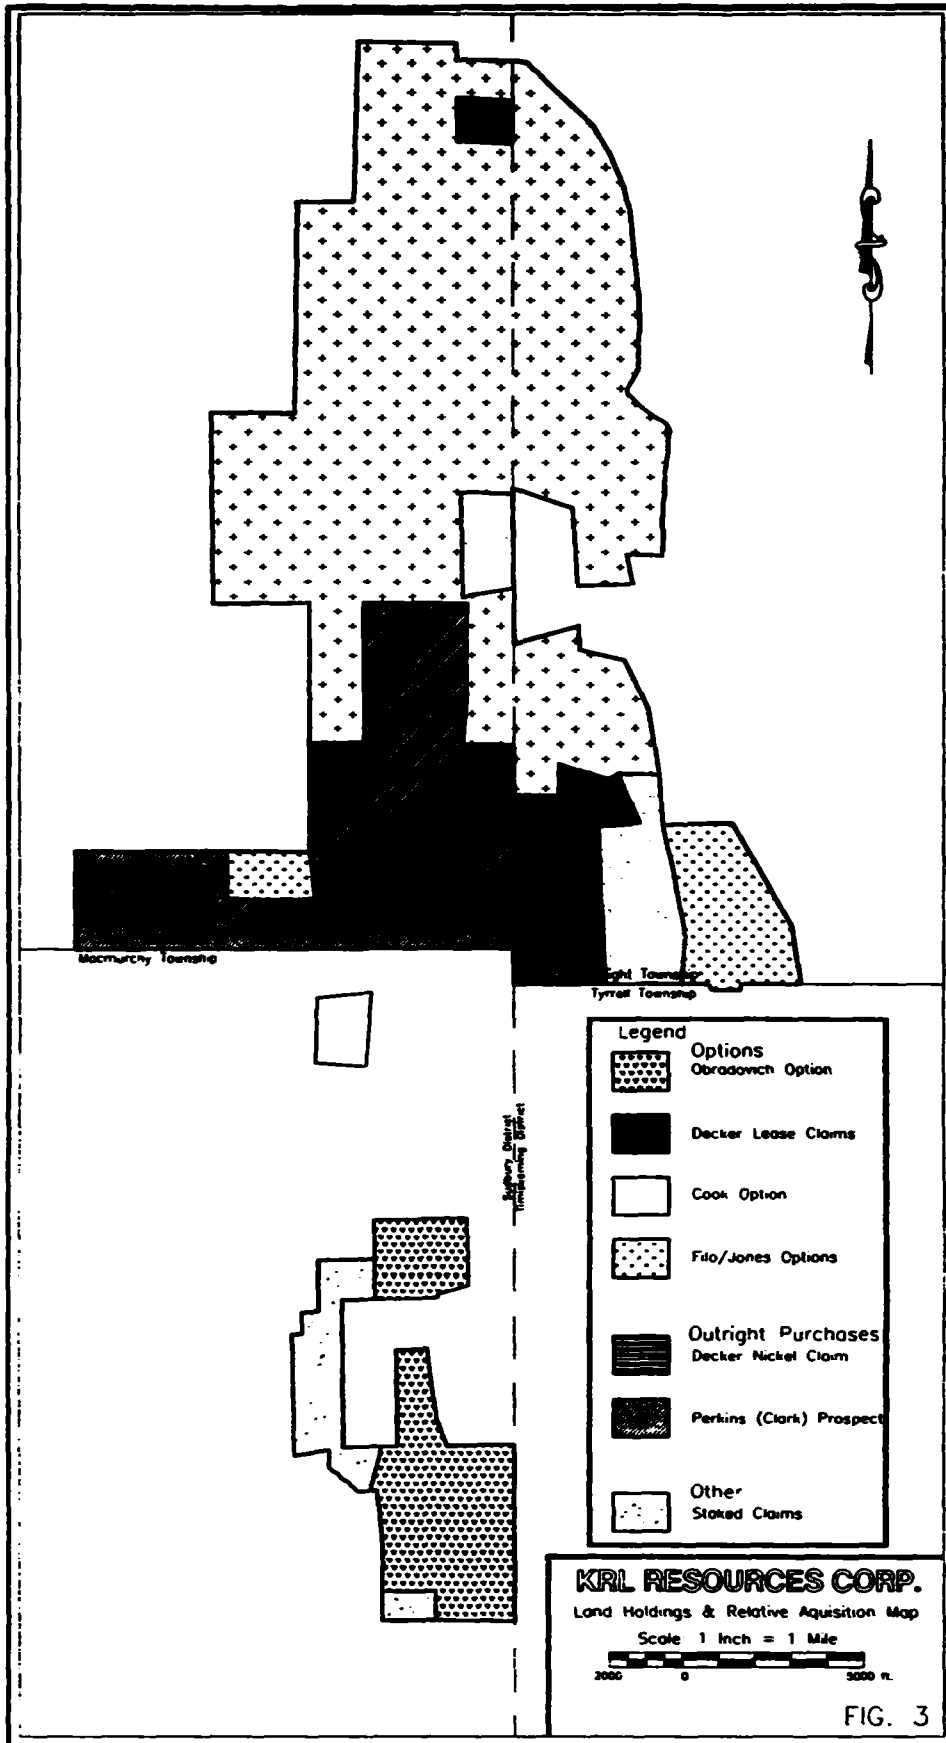 Macmurchy Township
Township
Tyrrell Township
Sudbury District
Timiskaming District
Legend
Options
Obradovich Option
Decker Lease Claims
Cook Option
Filo/Jones Options
Outright Purchases
Decker Nickel Claim
Perkins (Clark) Prospect
Other
Staked Claims
KRL RESOURCES CORP.
Land Holdings & Relative Aquisition Map
Scale 1 Inch = 1 Mile
2000 0 5000 ft.
FIG. 3